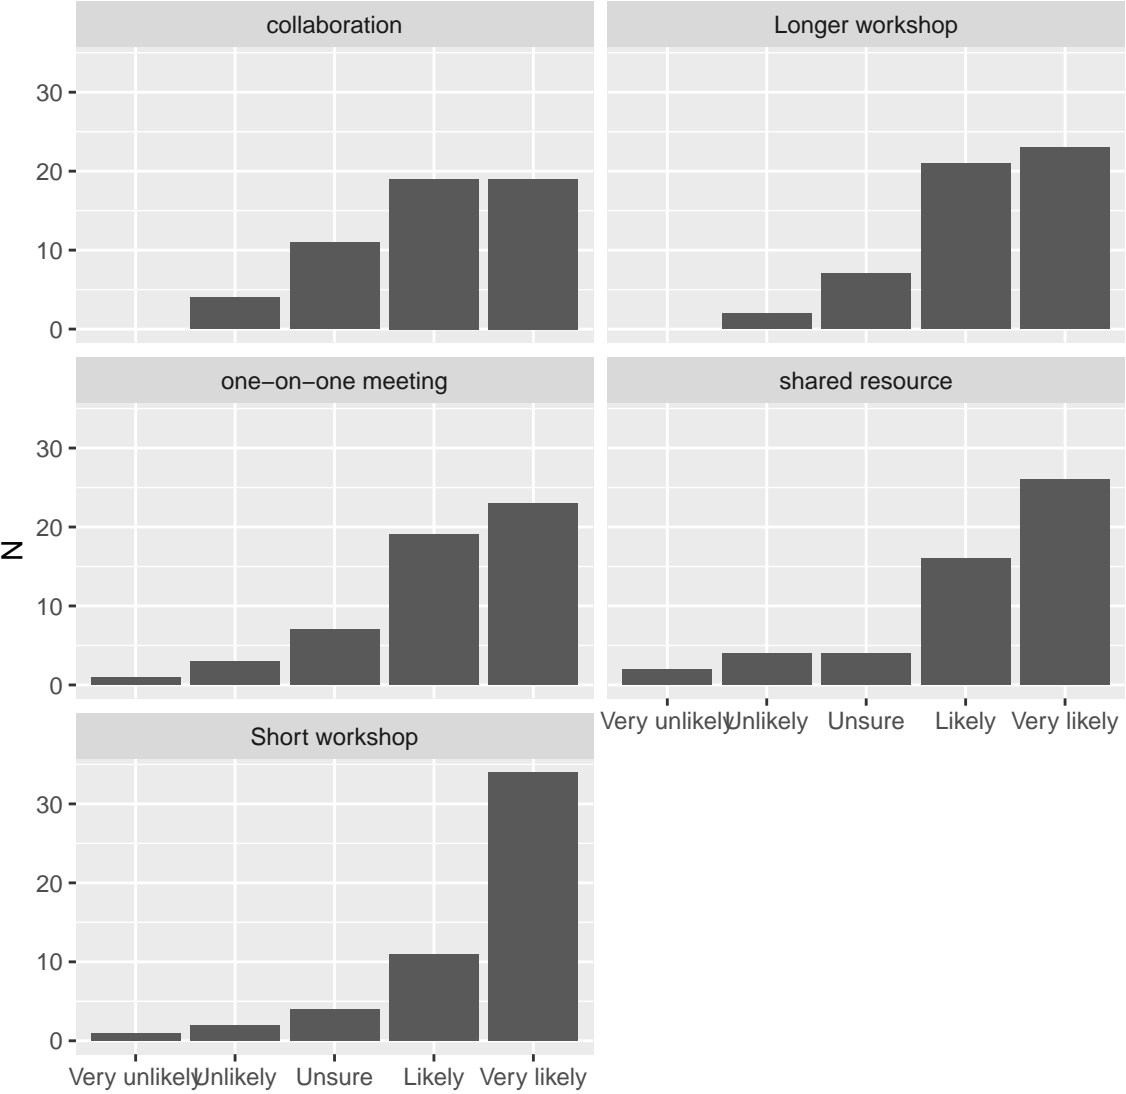 collaboration
Longer workshop
30
20
10
0
one−on−one meeting
shared resource
30
20
10
0
N
Very unlikely Unlikely Unsure Likely Very likely
Short workshop
30
20
10
0
Very unlikely Unlikely Unsure Likely Very likely